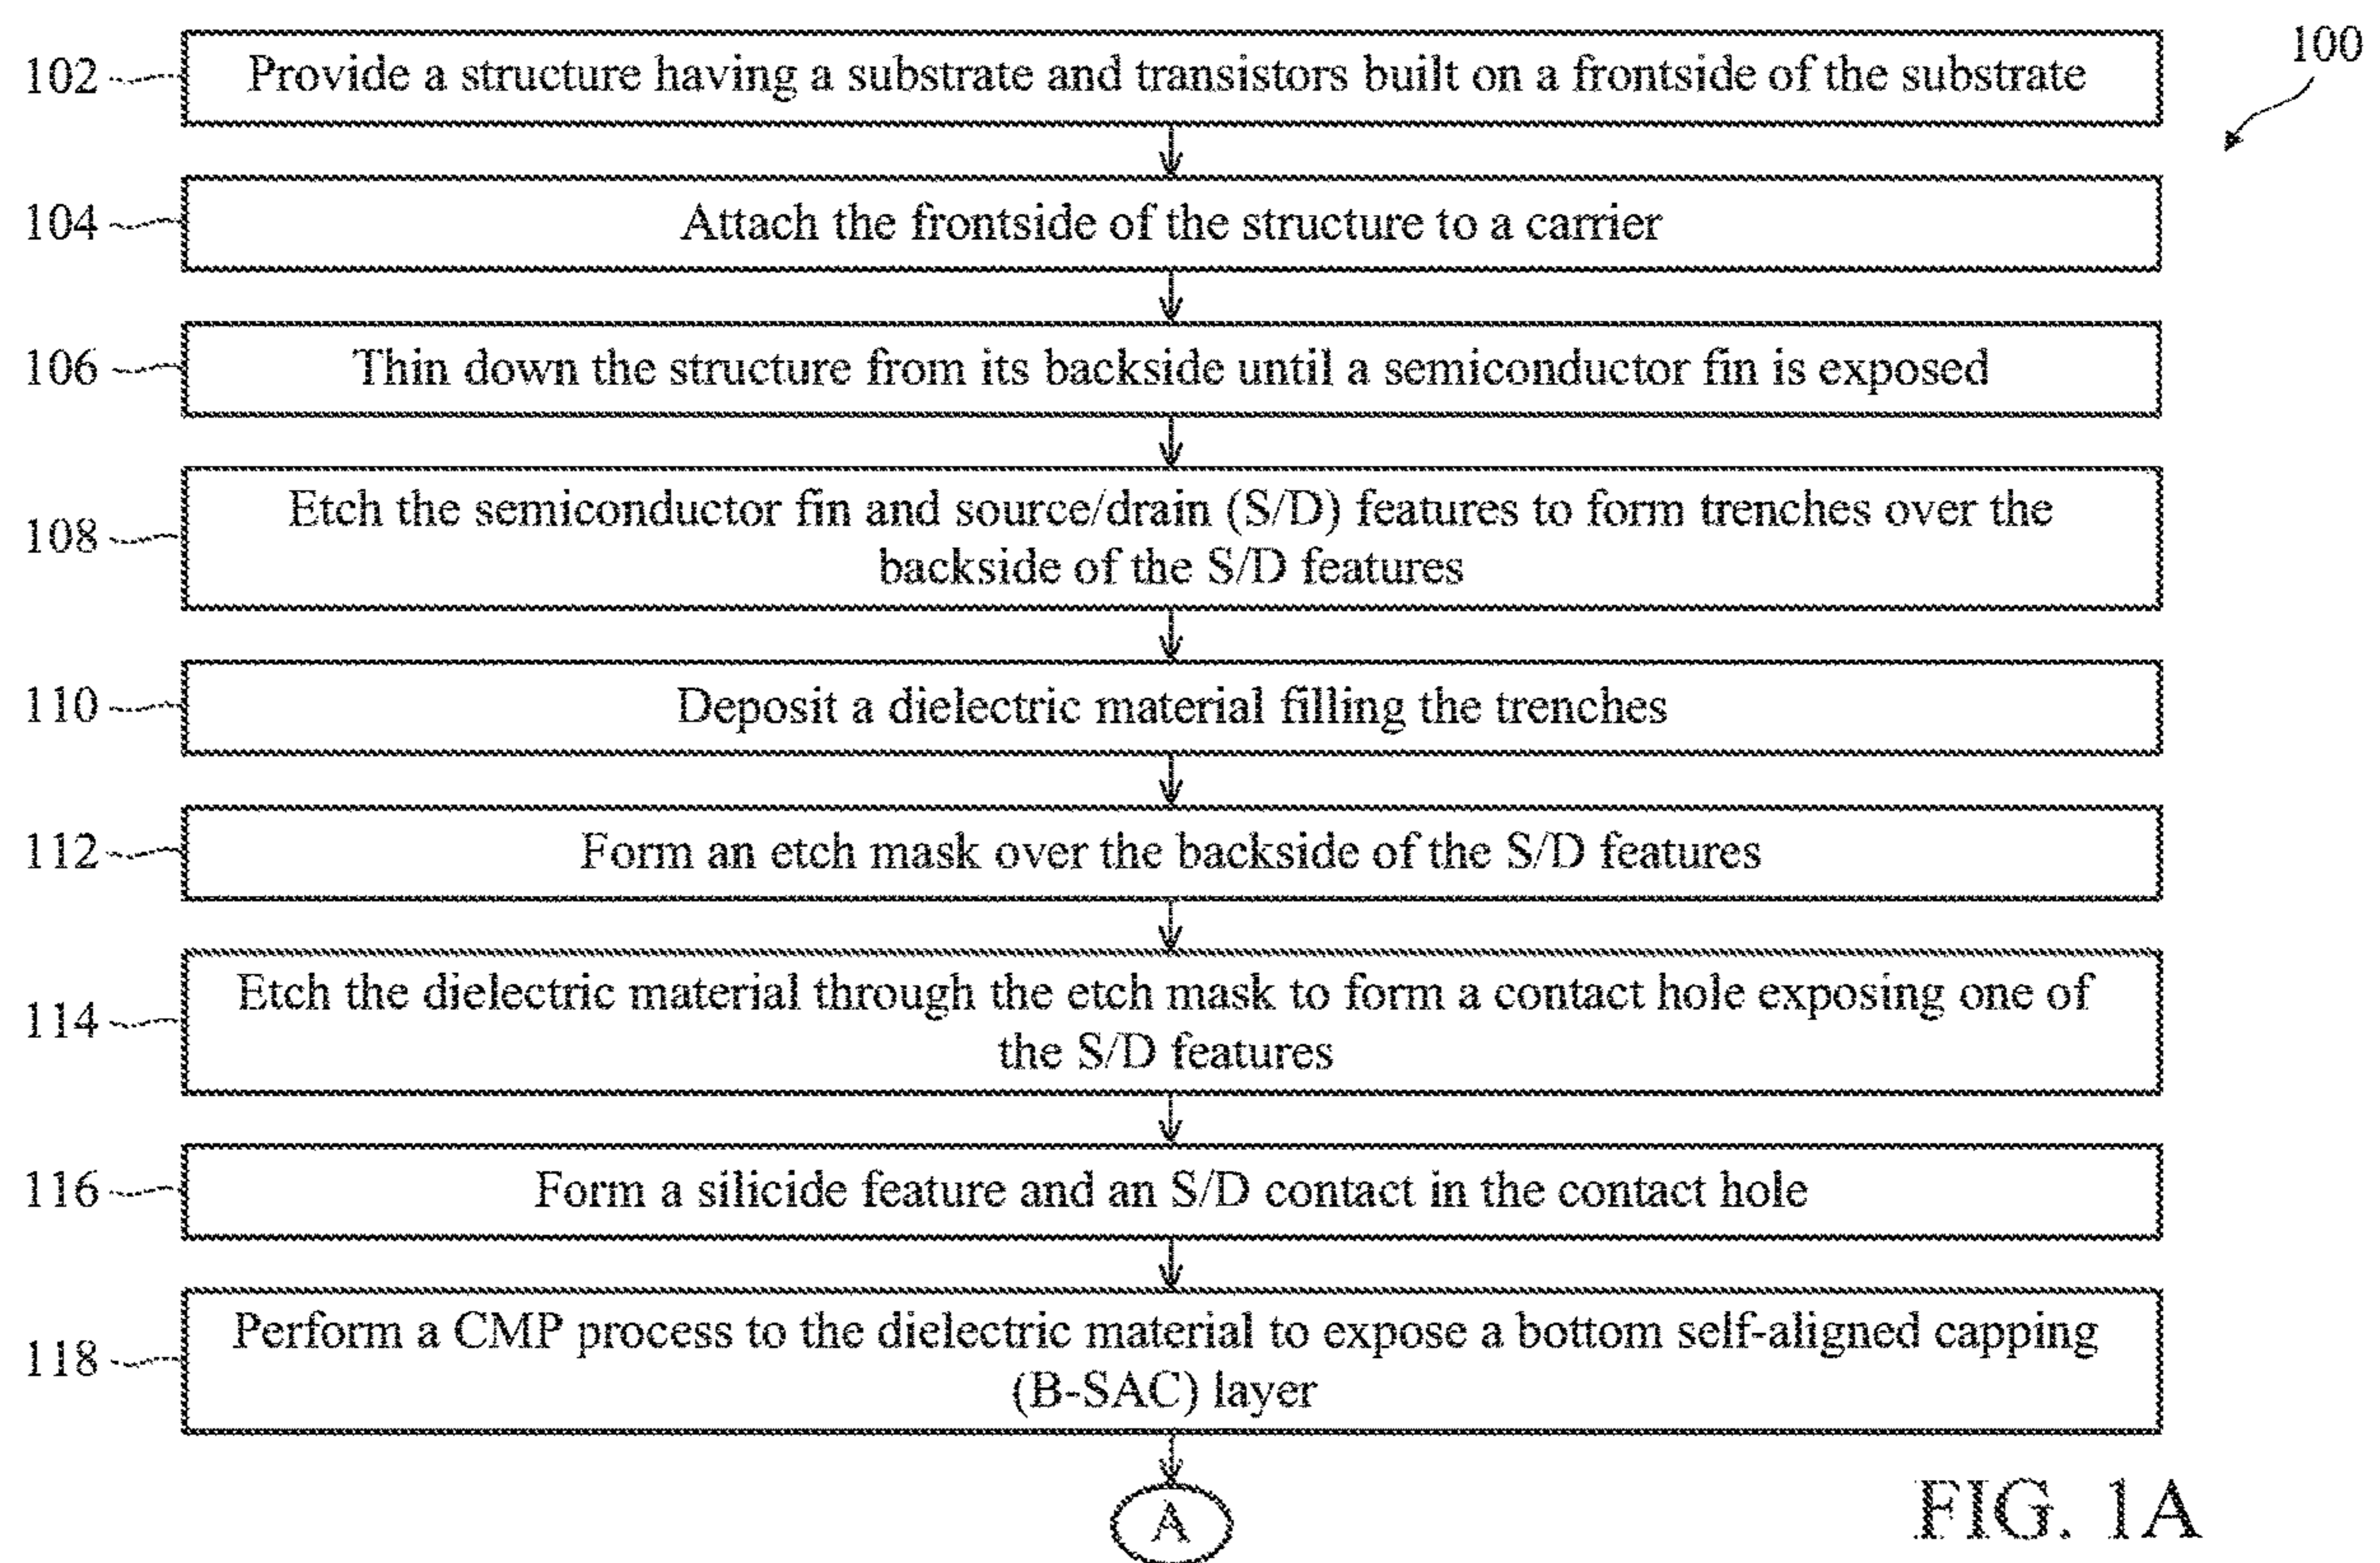 100
102 Provide a structure having a substrate and transistors built on a frontside of the substrate
104 Attach the frontside of the structure to a carrier
106 Thin down the structure from its backside until a semiconductor fin is exposed
108 Etch the semiconductor fin and source/drain (S/D) features to form trenches over the
backside of the S/D features
110 Deposit a dielectric material filling the trenches
112 Form an etch mask over the backside of the S/D features
114 Etch the dielectric material through the etch mask to form a contact hole exposing one of
the S/D features
116 Form a silicide feature and an S/D contact in the contact hole
118 Perform a CMP process to the dielectric material to expose a bottom self-aligned capping
(B-SAC) layer
A
FIG. 1A